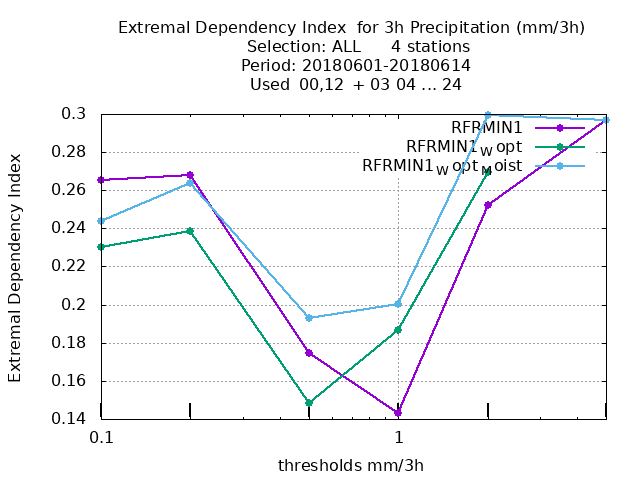 Extremal Dependency Index  for 3h Precipitation (mm/3h)
Selection: ALL      4 stations
Period: 20180601-20180614
Used  00,12  + 03 04 ... 24
0.3
RFRMIN1
RFRMIN1_W opt
RFRMIN1_W opt_M oist
0.28
0.26
0.24
0.22
0.2
0.18
0.16
0.14
Extremal Dependency Index
0.1
1
thresholds mm/3h